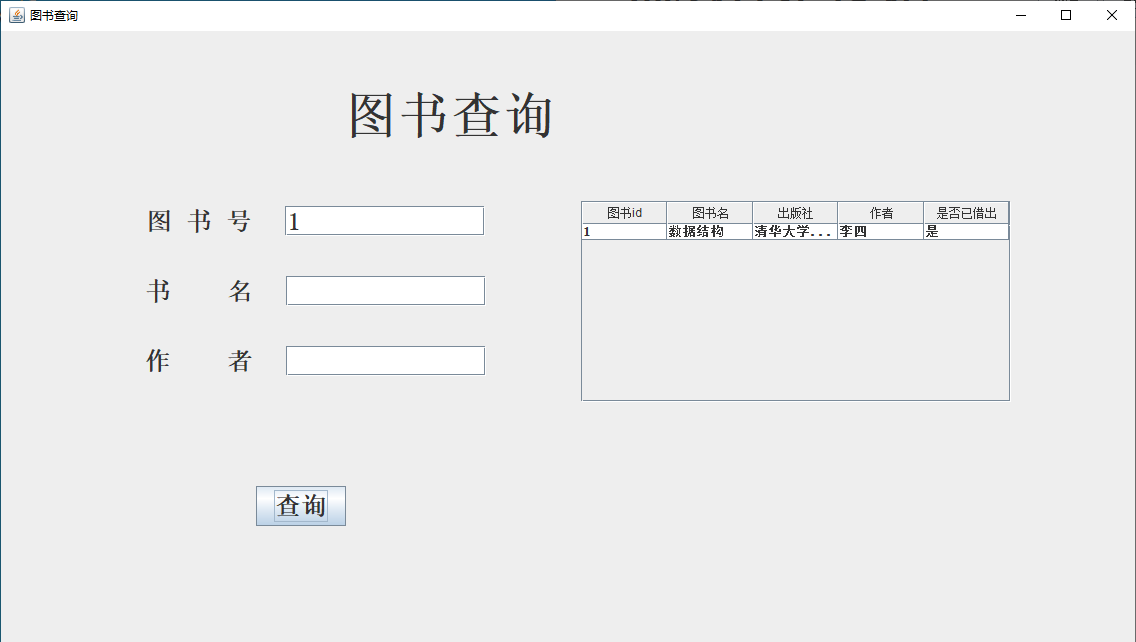 图书查询
图书查询
图 书 号 1
书 名
作 者
图书id 图书名 出版社 作者 是否已借出
1 数据结构 清华大学... 李四 是
查询